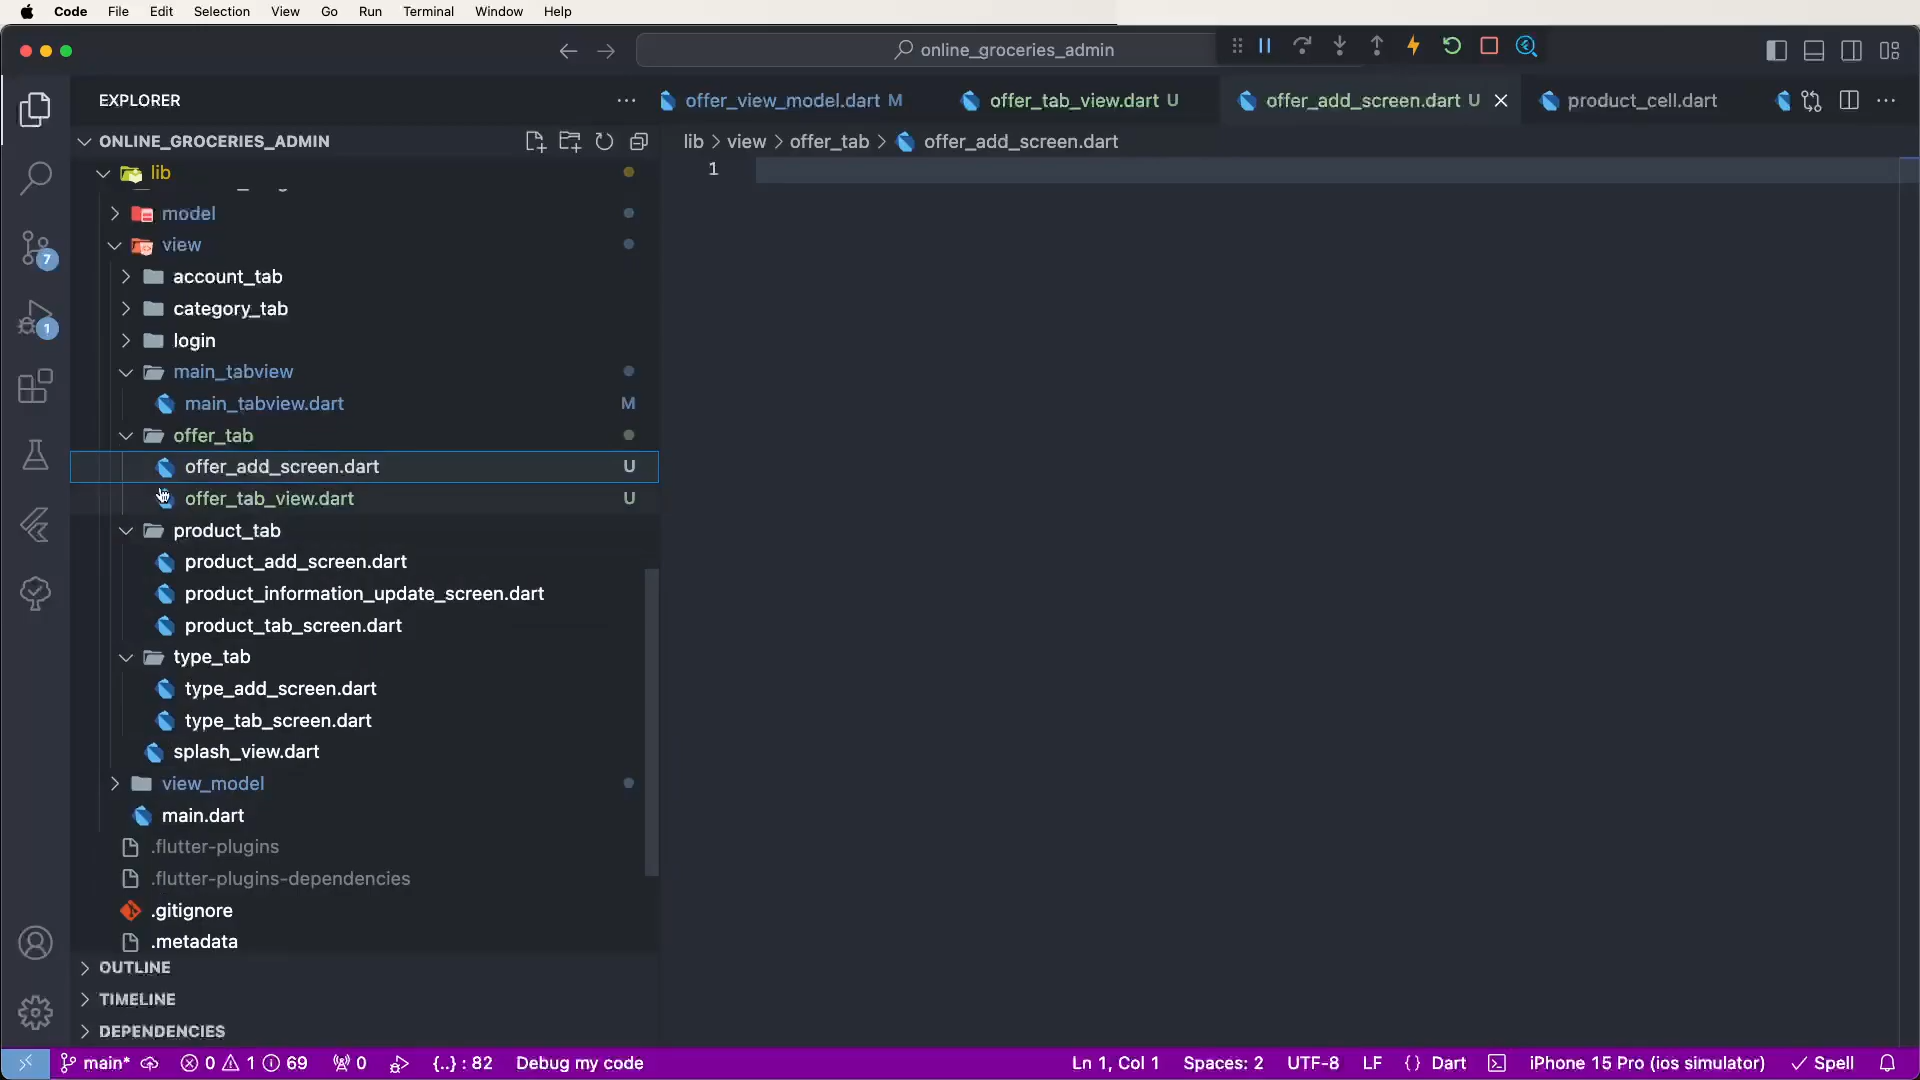 Code File Edit Selection View Go Run Terminal Window Help
online_groceries_admin
EXPLORER
offer_view_model.dart M
offer_tab_view.dart U
offer_add_screen.dart U
product_cell.dart
ONLINE_GROCERIES_ADMIN
lib > view > offer_tab > offer_add_screen.dart
1
lib
model
view
account_tab
category_tab
login
main_tabview
main_tabview.dart M
offer_tab
offer_add_screen.dart U
offer_tab_view.dart U
product_tab
product_add_screen.dart
product_information_update_screen.dart
product_tab_screen.dart
type_tab
type_add_screen.dart
type_tab_screen.dart
splash_view.dart
view_model
main.dart
.flutter-plugins
.flutter-plugins-dependencies
.gitignore
.metadata
OUTLINE
TIMELINE
DEPENDENCIES
7
1
main* 0 1 69 0 {..} : 82 Debug my code Ln 1, Col 1 Spaces: 2 UTF-8 LF {} Dart iPhone 15 Pro (ios simulator) Spell